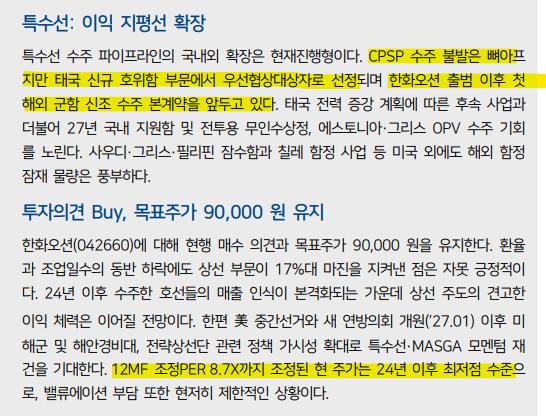 특수선: 이익 지평선 확장
특수선 수주 파이프라인의 국내외 확장은 현재진행형이다. CPSP 수주 불발은 뼈아프
지만 태국 신규 호위함 부문에서 우선협상대상자로 선정되며 한화오션 출범 이후 첫
해외 군함 신조 수주 본계약을 앞두고 있다. 태국 전력 증강 계획에 따른 후속 사업과
더불어 27년 국내 지원함 및 전투용 무인수상정, 에스토니아·그리스 OPV 수주 기회
를 노린다. 사우디·그리스·필리핀 잠수함과 칠레 함정 사업 등 미국 외에도 해외 함정
잠재 물량은 풍부하다.
투자의견 Buy, 목표주가 90,000 원 유지
한화오션(042660)에 대해 현행 매수 의견과 목표주가 90,000 원을 유지한다. 환율
과 조업일수의 동반 하락에도 상선 부문이 17%대 마진을 지켜낸 점은 자못 긍정적이
다. 24년 이후 수주한 호선들의 매출 인식이 본격화되는 가운데 상선 주도의 견고한
이익 체력은 이어질 전망이다. 한편 美 중간선거와 새 연방의회 개원('27.01) 이후 미
해군 및 해안경비대, 전략상선단 관련 정책 가시성 확대로 특수선·MASGA 모멘텀 재
건을 기대한다. 12MF 조정PER 8.7X까지 조정된 현 주가는 24년 이후 최저점 수준으
로, 밸류에이션 부담 또한 현저히 제한적인 상황이다.